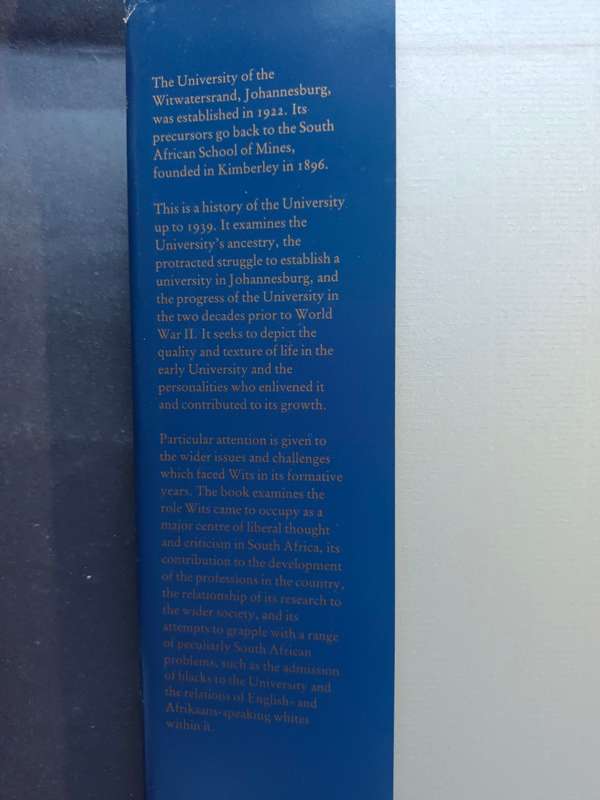 The University of the
Witwatersrand, Johannesburg,
was established in 1922. Its
precursors go back to the South
African School of Mines,
founded in Kimberley in 1896.
This is a history of the University
up to 1939. It examines the
University's ancestry, the
protracted struggle to establish a
university in Johannesburg, and
the progress of the University in
the two decades prior to World
War II. It seeks to depict the
quality and texture of life in the
early University and the
personalities who enlivened it
and contributed to its growth.
Particular attention is given to
the wider issues and challenges
which faced Wits in its formative
years. The book examines the
role Wits came to occupy as a
major centre of liberal thought
and criticism in South Africa, its
contribution to the development
of the professions in the country,
the relationship of its research to
the wider society, and its
attempts to grapple with a range
of peculiarly South African
problems, such as the admission
of blacks to the University and
the relations of English- and
Afrikaans-speaking whites
within it.